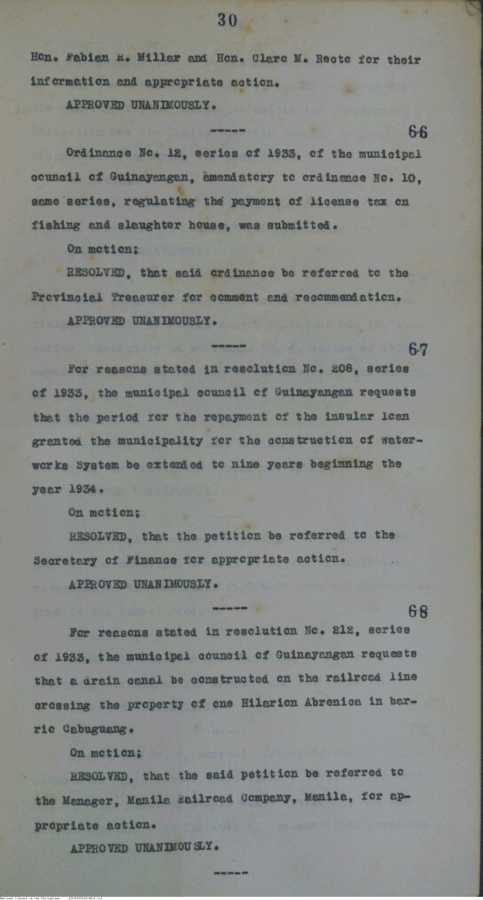 30
Hon. Fabian R. Millar and Hon. Claro M. Recto for their
information and appropriate action.
APPROVED UNANIMOUSLY.
-----
66
Ordinance No. 12, series of 1933, of the municipal
council of Guinayangan, amendatory to ordinance No. 10,
same series, regulating the payment of license tax on
fishing and slaughter house, was submitted.
On motion;
RESOLVED, that said ordinance be referred to the
Provincial Treasurer for comment and recommendation.
APPROVED UNANIMOUSLY.
-----
67
For reasons stated in resolution No. 208, series
of 1933, the municipal council of Guinayangan requests
that the period for the repayment of the insular loan
granted the municipality for the construction of water-
works System be extended to nine years beginning the
year 1934.
On motion;
RESOLVED, that the petition be referred to the
Secretary of Finance for appropriate action.
APPROVED UNANIMOUSLY.
-----
68
For reasons stated in resolution No. 212, series
of 1933, the municipal council of Guinayangan requests
that a drain canal be constructed on the railroad line
crossing the property of one Hilarion Abrenica in bar-
rio Cabuguang.
On motion;
RESOLVED, that the said petition be referred to
the Manager, Manila Railroad Company, Manila, for ap-
propriate action.
APPROVED UNANIMOUSLY.
-----